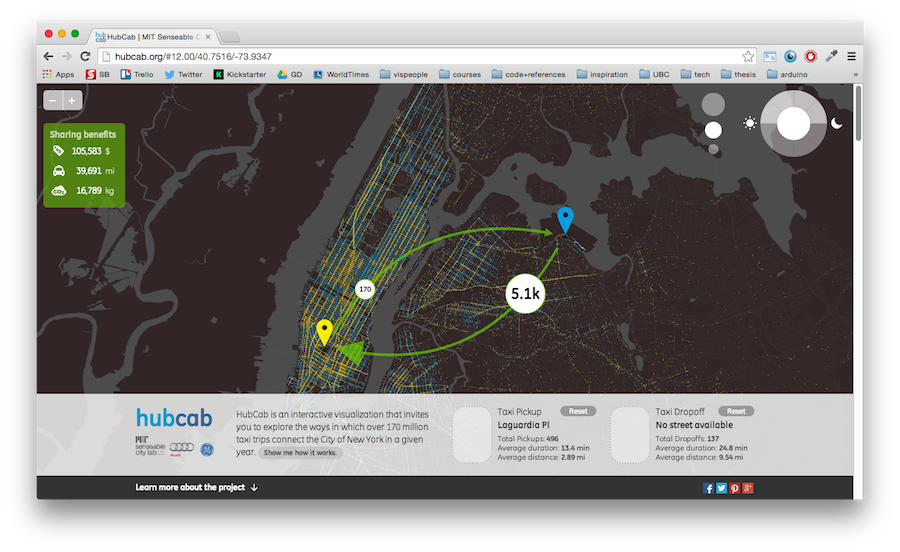 HubCab | MIT Senseable C
hubcab.org/#12.00/40.7516/-73.9347
Apps SB Trello Twitter Kickstarter GD WorldTimes vispeople courses code+references inspiration UBC tech thesis arduino »
− +
Sharing benefits
105,583 $
39,691 mi
CO2 16,789 kg
170
5.1k
hubcab
MIT
senseable
city lab
Audi
HubCab is an interactive visualization that invites
you to explore the ways in which over 170 million
taxi trips connect the City of New York in a given
year. Show me how it works.
Taxi Pickup Reset
Laguardia Pl
Total Pickups: 496
Average duration: 13.4 min
Average distance: 2.89 mi
Taxi Dropoff Reset
No street available
Total Dropoffs: 137
Average duration: 24.8 min
Average distance: 9.54 mi
Learn more about the project